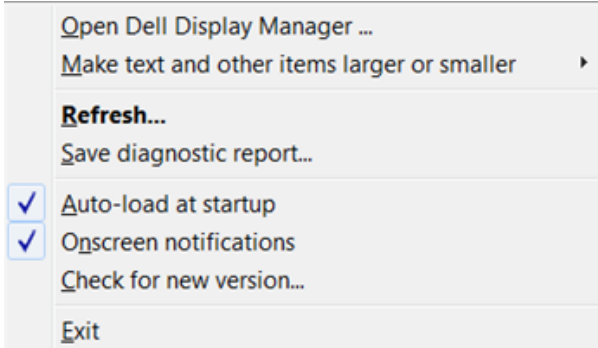 Open Dell Display Manager ...
Make text and other items larger or smaller
Refresh...
Save diagnostic report...
Auto-load at startup
Onscreen notifications
Check for new version...
Exit